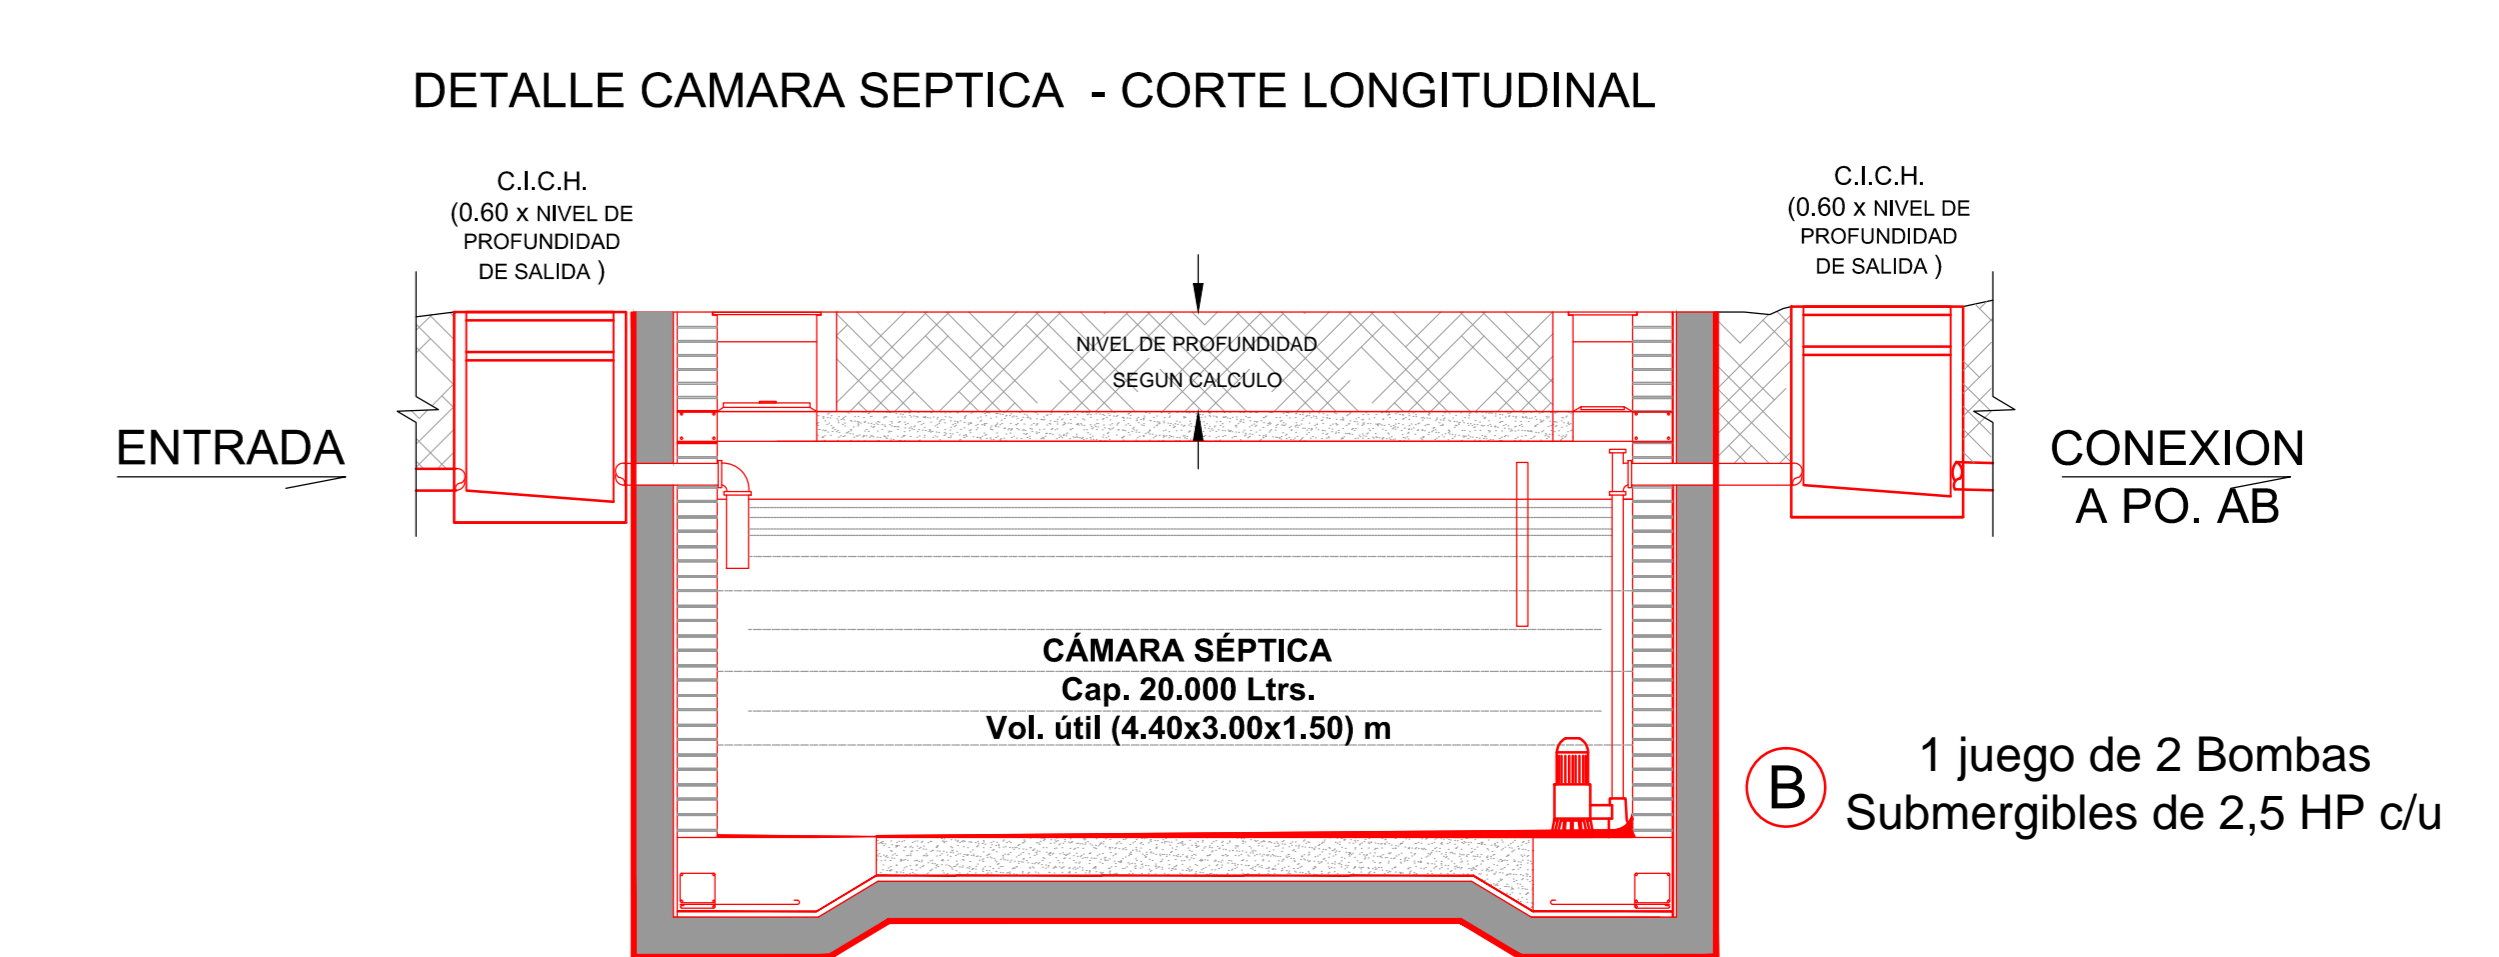 DETALLE CAMARA SEPTICA - CORTE LONGITUDINAL
C.I.C.H.
(0.60 x NIVEL DE
PROFUNDIDAD
DE SALIDA )
C.I.C.H.
(0.60 x NIVEL DE
PROFUNDIDAD
DE SALIDA )
NIVEL DE PROFUNDIDAD
SEGUN CALCULO
ENTRADA
CONEXION
A PO. AB
CÁMARA SÉPTICA
Cap. 20.000 Ltrs.
Vol. útil (4.40x3.00x1.50) m
B
1 juego de 2 Bombas
Submergibles de 2,5 HP c/u